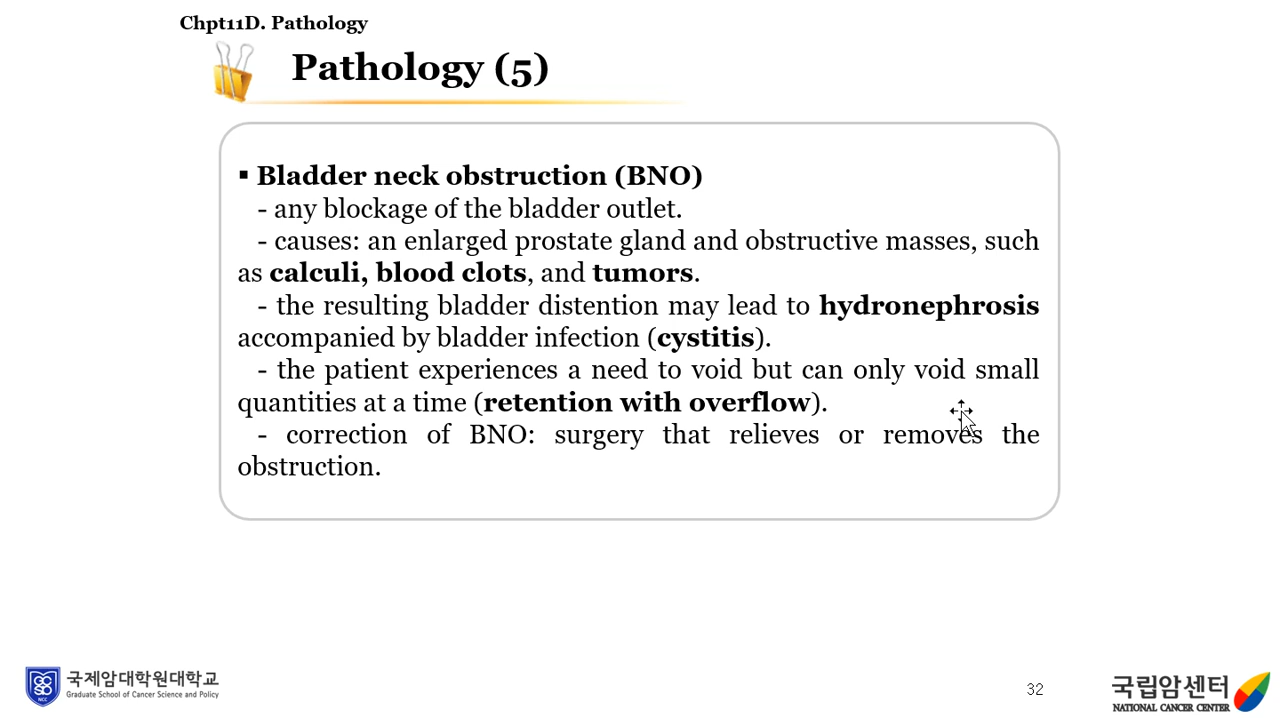 Chpt11D. Pathology
Pathology (5)
▪ Bladder neck obstruction (BNO)
- any blockage of the bladder outlet.
- causes: an enlarged prostate gland and obstructive masses, such
as calculi, blood clots, and tumors.
- the resulting bladder distention may lead to hydronephrosis
accompanied by bladder infection (cystitis).
- the patient experiences a need to void but can only void small
quantities at a time (retention with overflow).
- correction of BNO: surgery that relieves or removes the
obstruction.
국제암대학원대학교
Graduate School of Cancer Science and Policy
NCC
32
국립암센터
NATIONAL CANCER CENTER